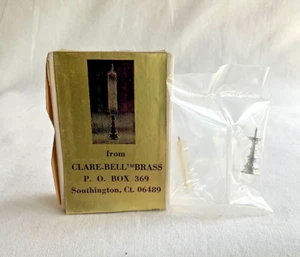 from
CLARE-BELL™BRASS
P. O. BOX 369
Southington, Ct. 06489